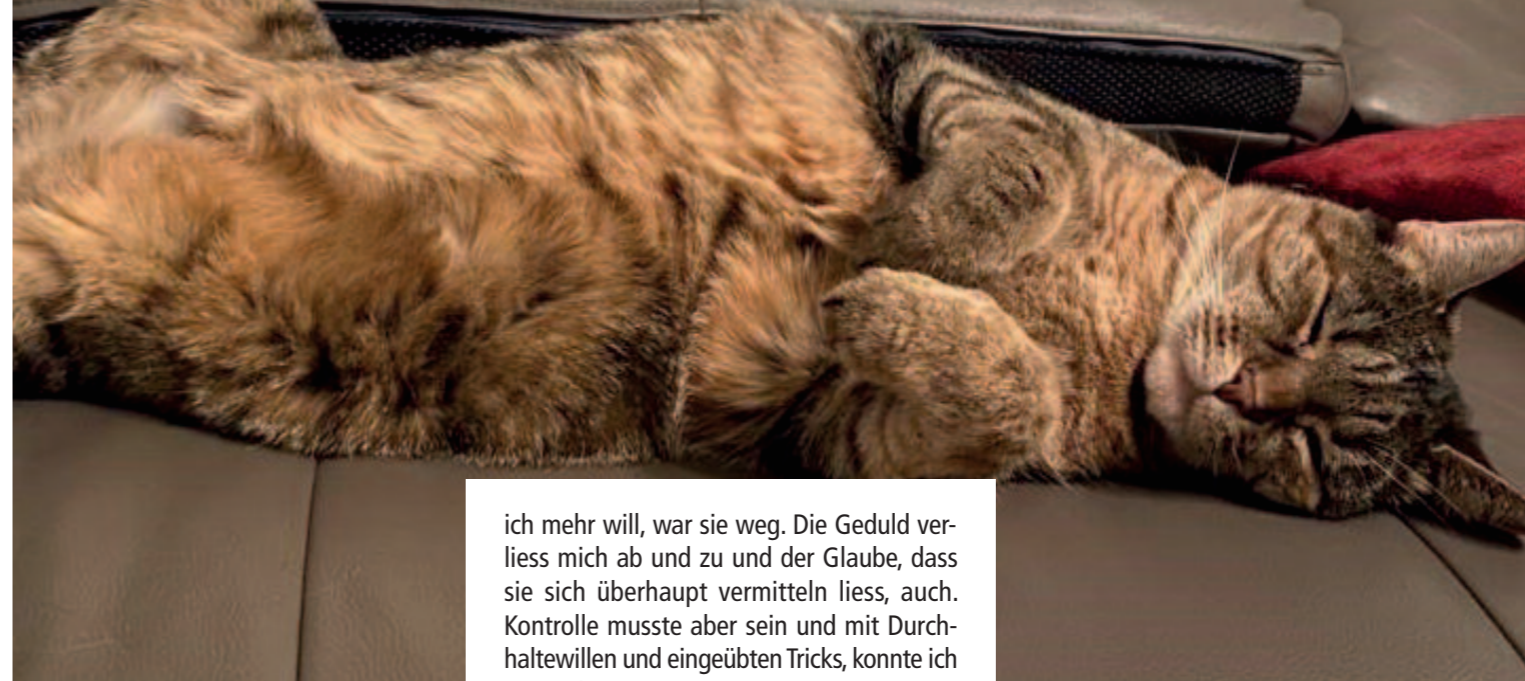 ich mehr will, war sie weg. Die Geduld ver-
liess mich ab und zu und der Glaube, dass
sie sich überhaupt vermitteln liess, auch.
Kontrolle musste aber sein und mit Durch-
haltewillen und eingeübten Tricks, konnte ich